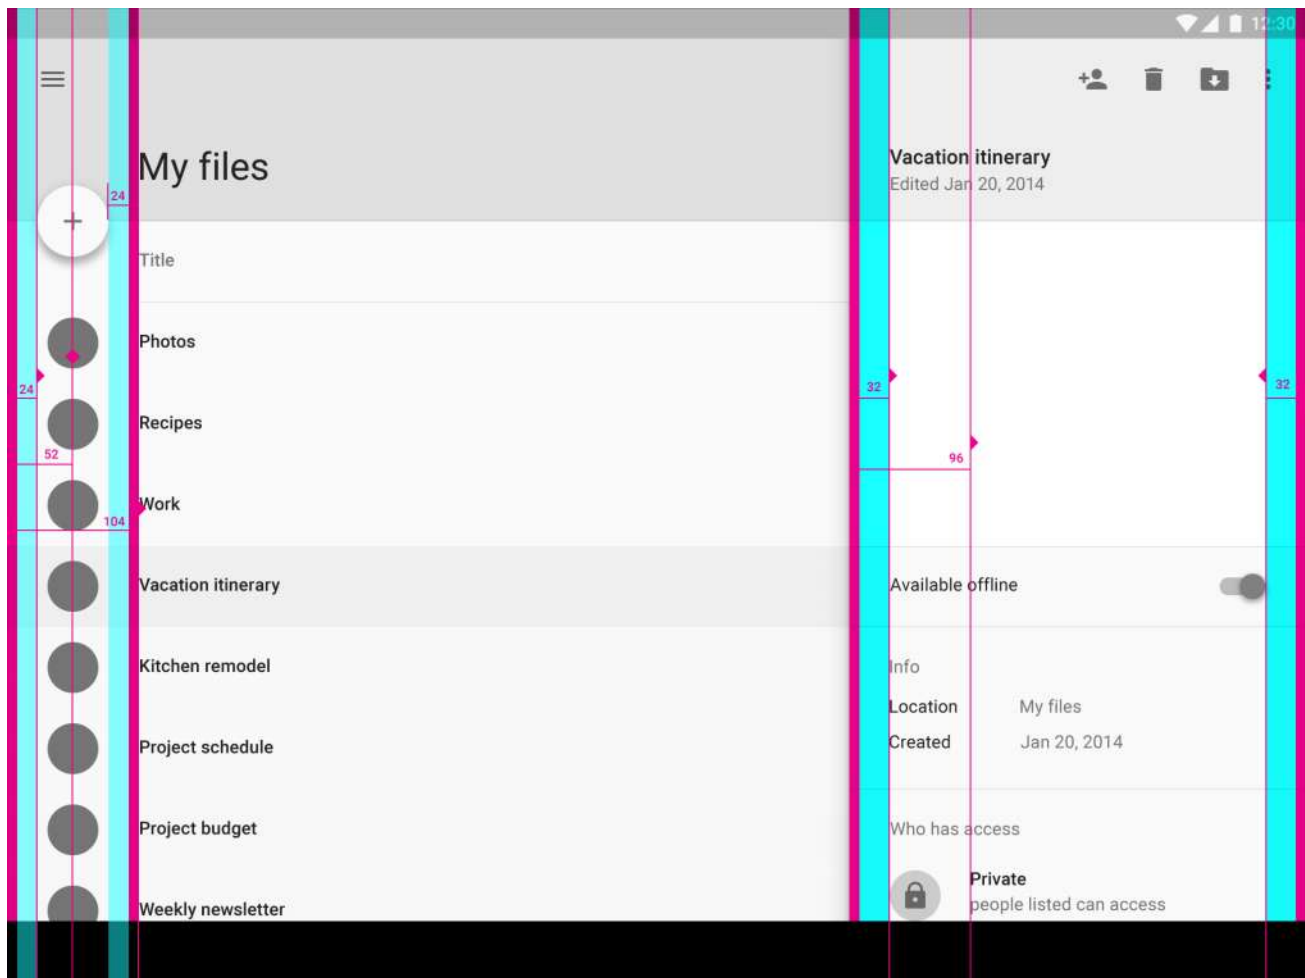 12:30
My files
Vacation itinerary
Edited Jan 20, 2014
24
Title
Photos
24
32
32
Recipes
52
96
Work
104
Vacation itinerary
Available offline
Kitchen remodel
Info
Location My files
Created Jan 20, 2014
Project schedule
Project budget
Who has access
Private
people listed can access
Weekly newsletter